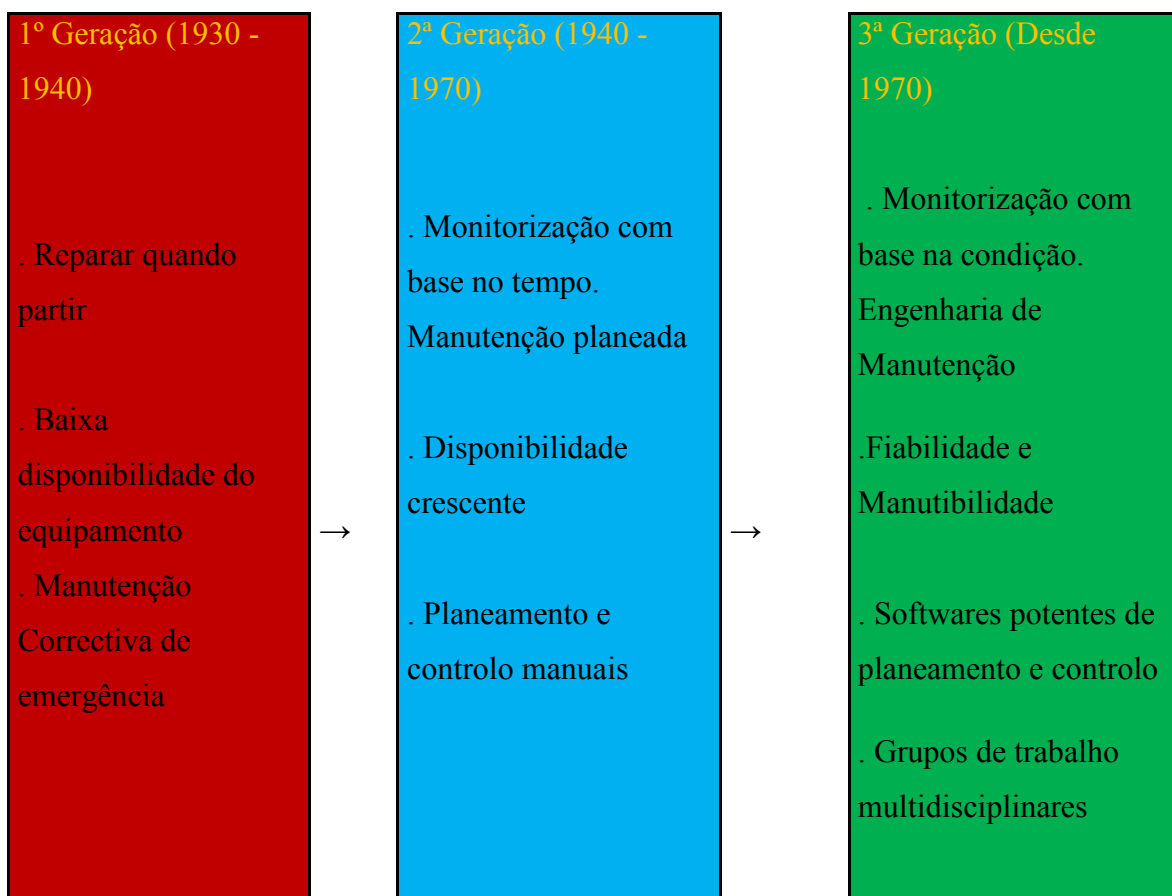 1º Geração (1930 -
1940)
. Reparar quando
partir
. Baixa
disponibilidade do
equipamento
. Manutenção
Correctiva de
emergência
→
2ª Geração (1940 -
1970)
. Monitorização com
base no tempo.
Manutenção planeada
. Disponibilidade
crescente
. Planeamento e
controlo manuais
→
3ª Geração (Desde
1970)
. Monitorização com
base na condição.
Engenharia de
Manutenção
.Fiabilidade e
Manutibilidade
. Softwares potentes de
planeamento e controlo
. Grupos de trabalho
multidisciplinares